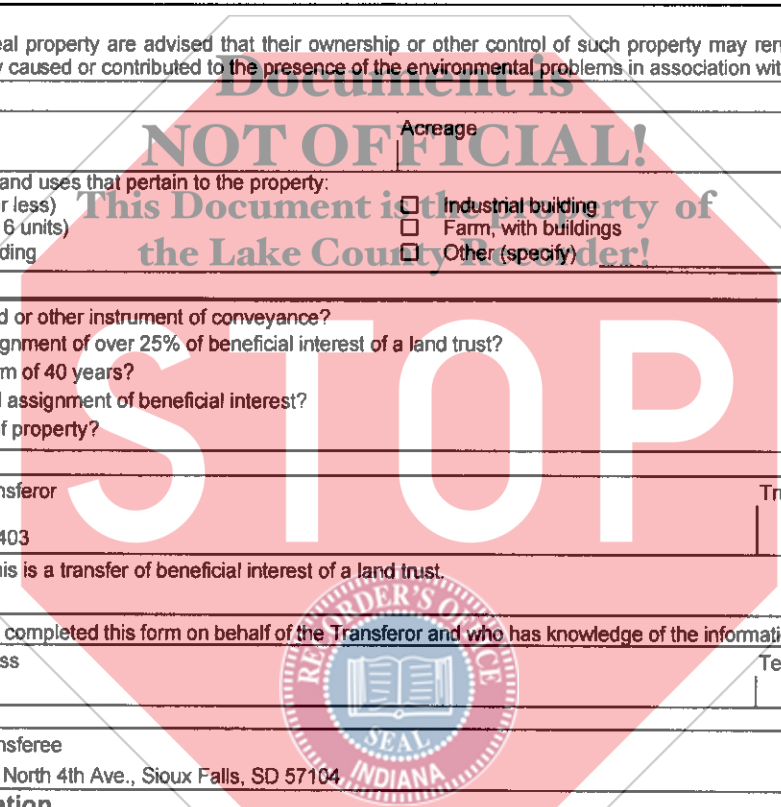 eal property are advised that their ownership or other control of such property may ren
y caused or contributed to the presence of the environmental problems in association wit
Document is
NOT OFFICIAL!
This Document is the property of
the Lake County Recorder!
Acreage
and uses that pertain to the property:
r less)
☐ Industrial building
6 units)
☐ Farm, with buildings
ding
☐ Other (specify)
d or other instrument of conveyance?
gnment of over 25% of beneficial interest of a land trust?
rm of 40 years?
l assignment of beneficial interest?
f property?
STOP
nsferor
Tr
403
his is a transfer of beneficial interest of a land trust.
completed this form on behalf of the Transferor and who has knowledge of the informati
ss
Te
RECORDER'S OFFICE
SEAL
INDIANA
nsferee
North 4th Ave., Sioux Falls, SD 57104
ation